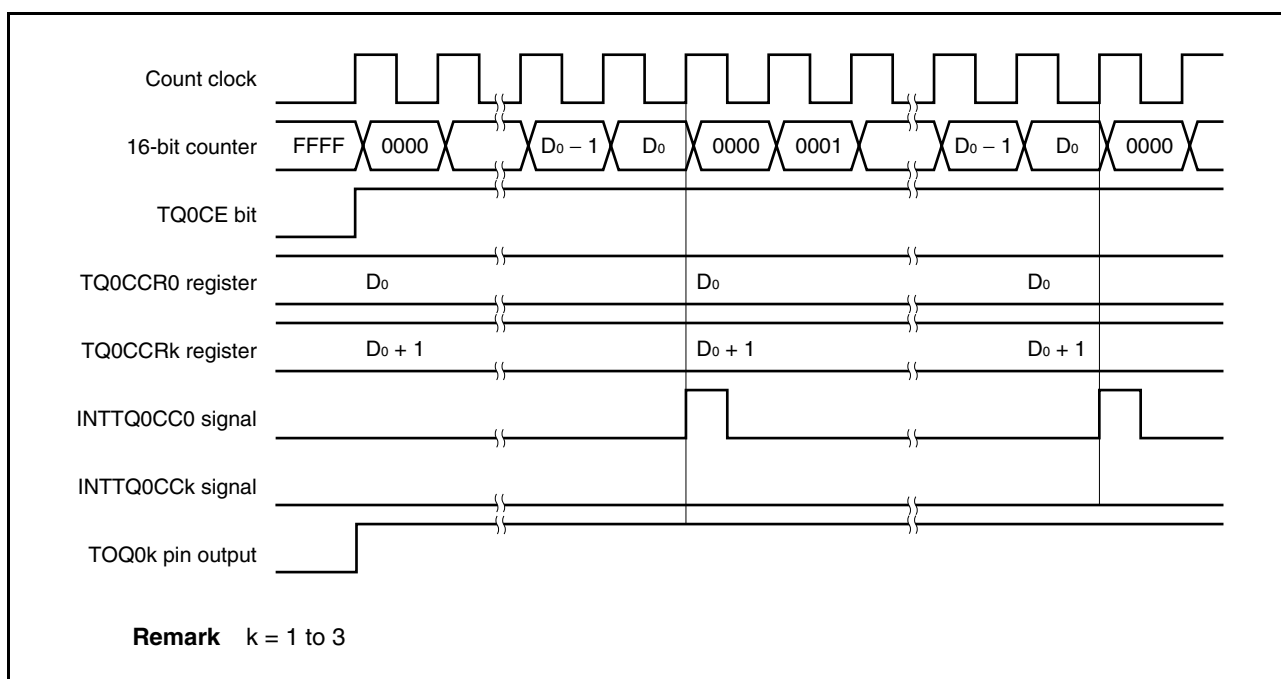 Count clock
16-bit counter FFFF 0000 D₀ − 1 D₀ 0000 0001 D₀ − 1 D₀ 0000
TQ0CE bit
TQ0CCR0 register D₀ D₀ D₀
TQ0CCRk register D₀ + 1 D₀ + 1 D₀ + 1
INTTQ0CC0 signal
INTTQ0CCk signal
TOQ0k pin output
Remark k = 1 to 3